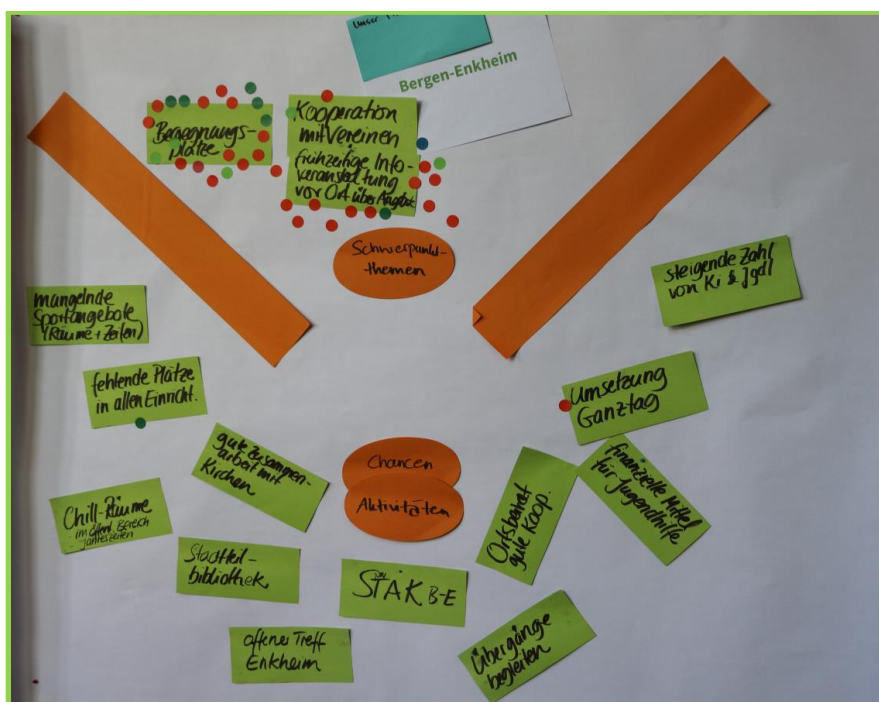 unser
Bergen-Enkheim
Begegnungs-
plätze
Kooperation
mit Vereinen
frühzeitige Info-
veranstaltung
vor Ort über Angebote
Schwerpunkt-
themen
steigende Zahl
von Ki & Jgdl
mangelnde
Sportangebote
(Räume + Zeiten)
fehlende Plätze
in allen Einricht.
Umsetzung
Ganztag
gute Zusammen-
arbeit mit
Kirchen
Chancen
Aktivitäten
Ortsbeirat
gute Koop.
finanzielle Mittel
für Jugendhilfe
Chill-Räume
im öffentl. Bereich
Stadtteil-
bibliothek
STAK B-E
offener Treff
Enkheim
Übergänge
begleiten